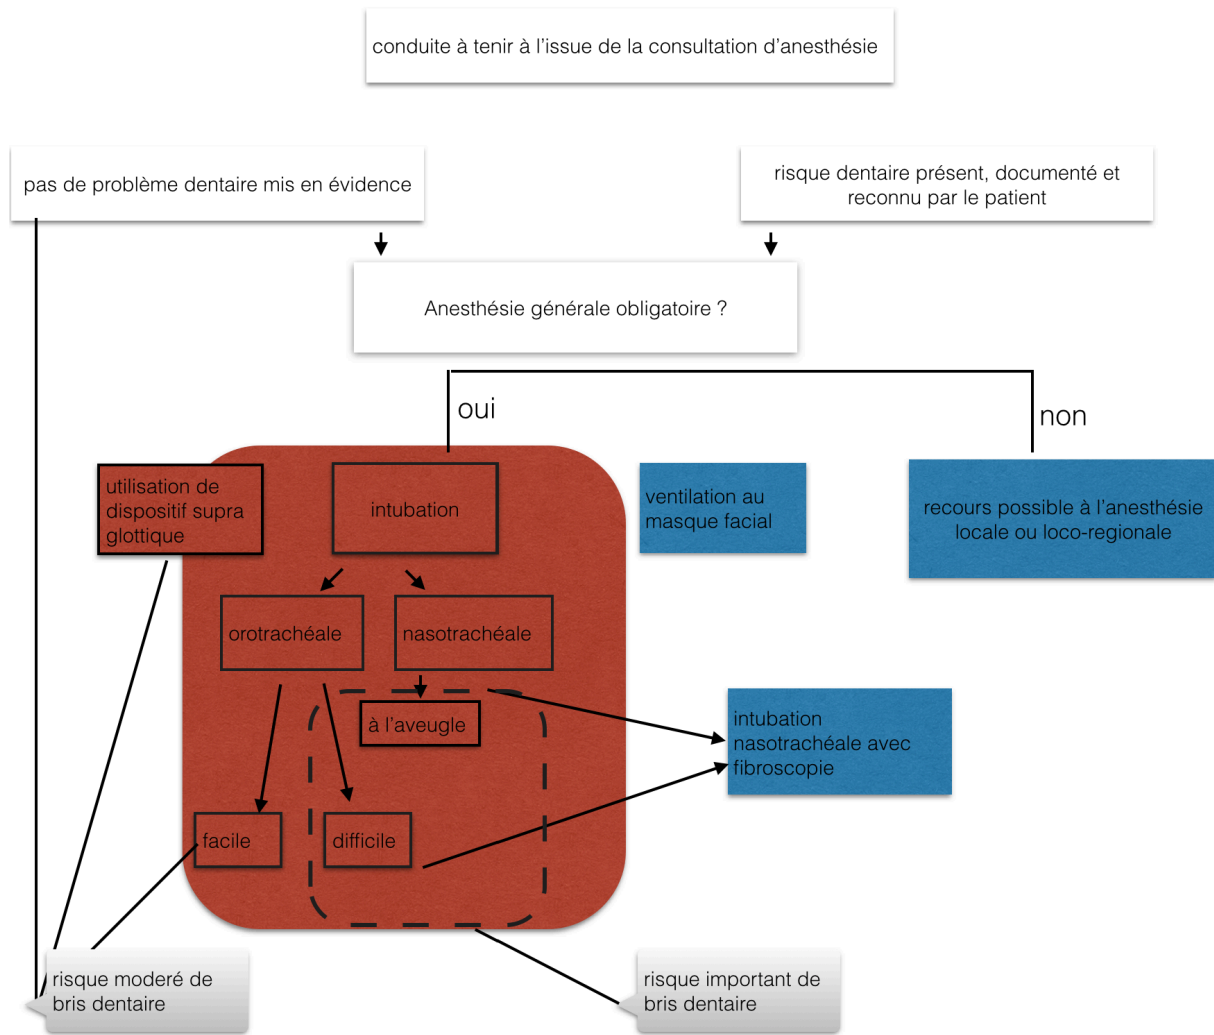 conduite à tenir à l’issue de la consultation d’anesthésie
pas de problème dentaire mis en évidence
risque dentaire présent, documenté et
reconnu par le patient
Anesthésie générale obligatoire ?
oui
non
utilisation de
dispositif supra
glottique
intubation
ventilation au
masque facial
recours possible à l’anesthésie
locale ou loco-regionale
orotrachéale
nasotrachéale
à l’aveugle
intubation
nasotrachéale avec
fibroscopie
facile
difficile
risque moderé de
bris dentaire
risque important de
bris dentaire